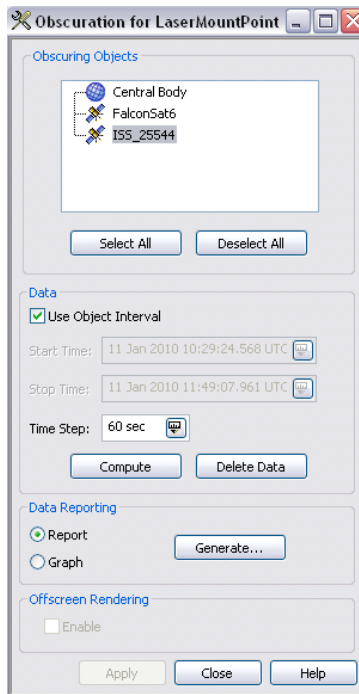 Obscuration for LaserMountPoint
Obscuring Objects
Central Body
FalconSat6
ISS_25544
Select All Deselect All
Data
Use Object Interval
Start Time: 11 Jan 2010 10:29:24.568 UTC
Stop Time: 11 Jan 2010 11:49:07.961 UTC
Time Step: 60 sec
Compute Delete Data
Data Reporting
Report
Generate...
Graph
Offscreen Rendering
Enable
Apply Close Help